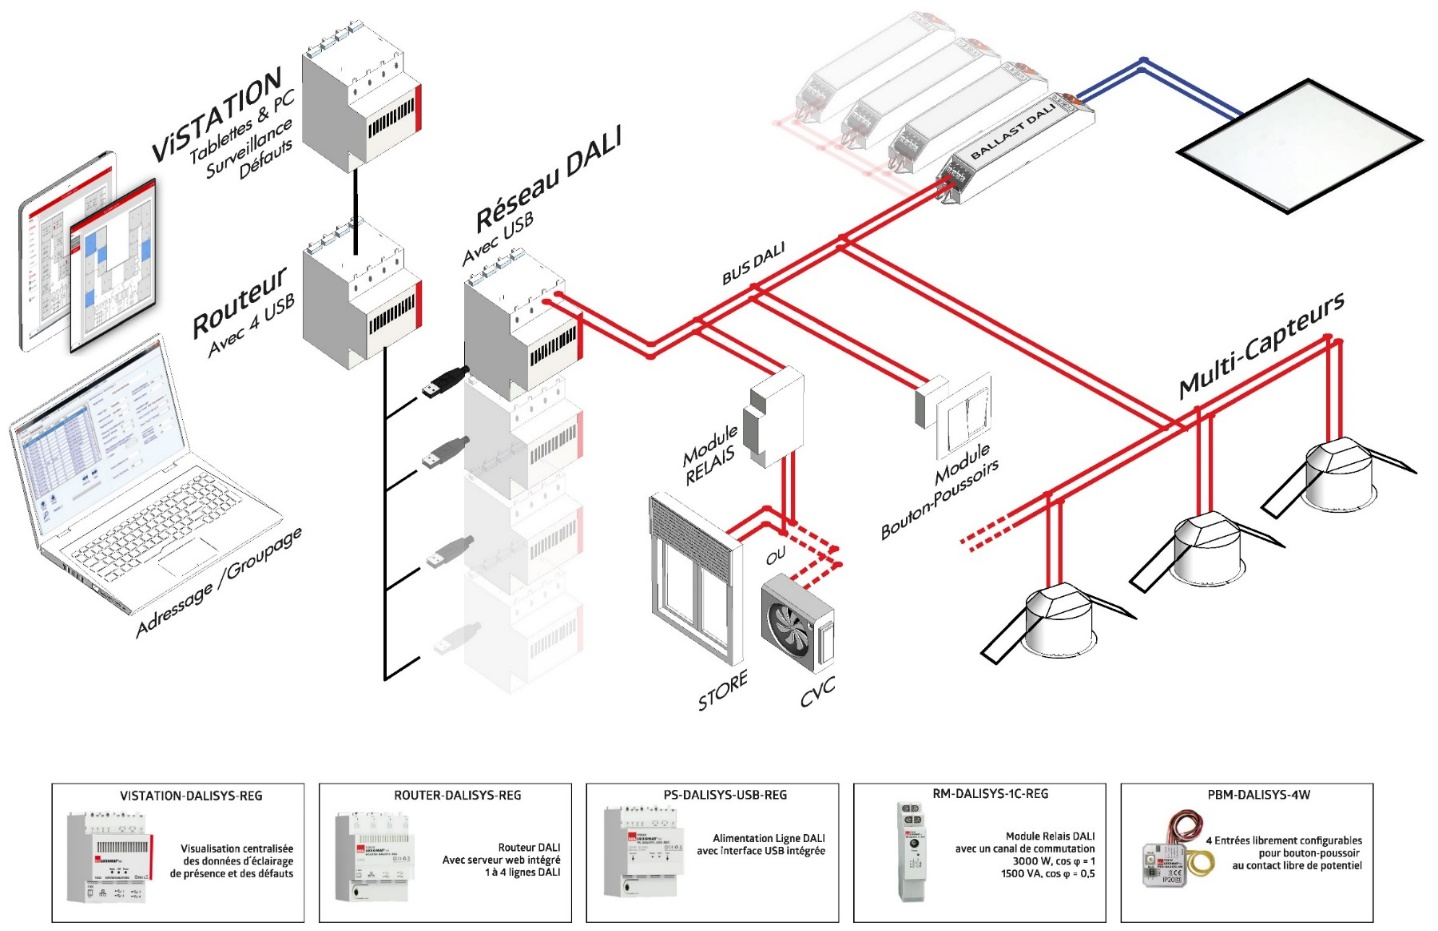 ViSTATION
Tablettes & PC
Surveillance
Défauts
Réseau DALI
Avec USB
Routeur
Avec 4 USB
BALLAST DALI
BUS DALI
Multi-Capteurs
Module
RELAIS
Module
Bouton-Poussoirs
OU
STORE
CVC
Adressage /Groupage
VISTATION-DALISYS-REG
Visualisation centralisée
des données d'éclairage
de présence et des défauts
ROUTER-DALISYS-REG
Routeur DALI
Avec serveur web intégré
1 à 4 lignes DALI
PS-DALISYS-USB-REG
Alimentation Ligne DALI
avec Interface USB intégrée
RM-DALISYS-1C-REG
Module Relais DALI
avec un canal de commutation
3000 W, cos φ = 1
1500 VA, cos φ = 0,5
PBM-DALISYS-4W
4 Entrées librement configurables
pour bouton-poussoir
au contact libre de potentiel
IP20